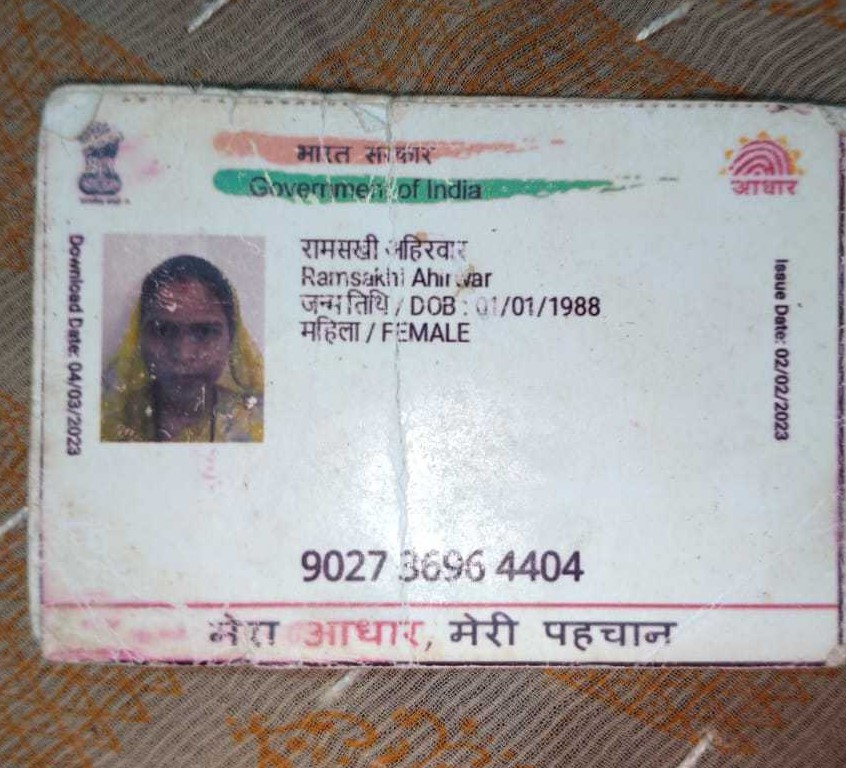 भारत सरकार
Government of India
आधार
Download Date: 04/03/2023
रामसखी अहिरवार
Ramsakhi Ahirwar
जन्म तिथि / DOB : 01/01/1988
महिला / FEMALE
Issue Date: 02/02/2023
9027 3696 4404
मेरा आधार, मेरी पहचान